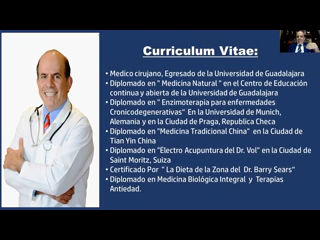 Curriculum Vitae:
• Medico cirujano, Egresado de la Universidad de Guadalajara
• Diplomado en " Medicina Natural " en el Centro de Educación
continua y abierta de la Universidad de Guadalajara
• Diplomado en " Enzimoterapia para enfermedades
Cronicodegenerativas" En la Universidad de Munich,
Alemania y en la Ciudad de Praga, Republica Checa
• Diplomado en "Medicina Tradicional China" en la Ciudad de
Tian Yin China
• Diplomado en "Electro Acupuntura del Dr. Vol" en la Ciudad de
Saint Moritz, Suiza
• Certificado Por " La Dieta de la Zona del Dr. Barry Sears"
• Diplomado en Medicina Biológica Integral y Terapias
Antiedad.